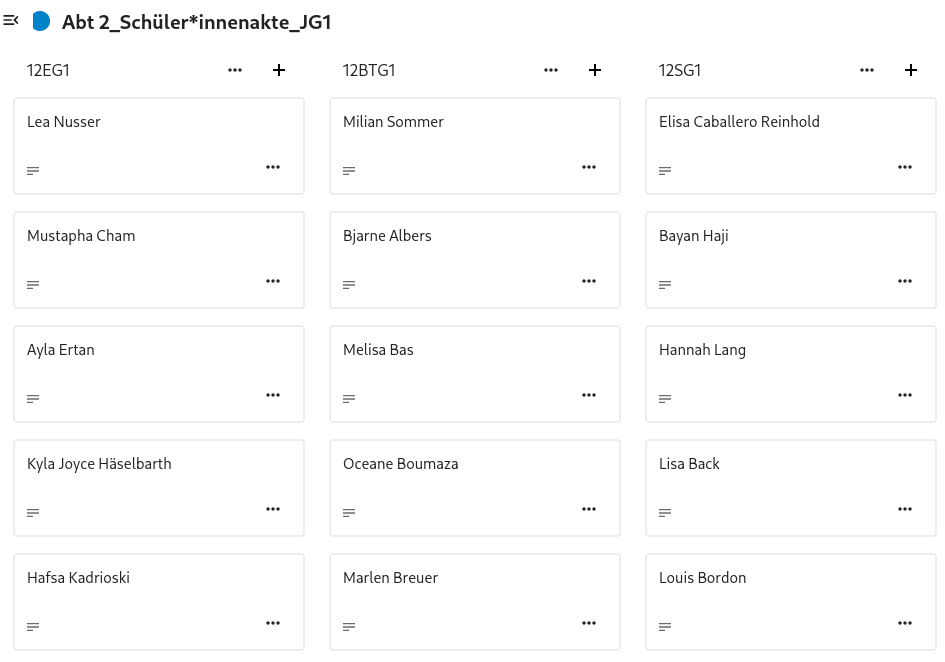 Abt 2_Schüler*innenakte_JG1
12EG1
Lea Nusser
Mustapha Cham
Ayla Ertan
Kyla Joyce Häselbarth
Hafsa Kadrioski
12BTG1
Milian Sommer
Bjarne Albers
Melisa Bas
Oceane Boumaza
Marlen Breuer
12SG1
Elisa Caballero Reinhold
Bayan Haji
Hannah Lang
Lisa Back
Louis Bordon